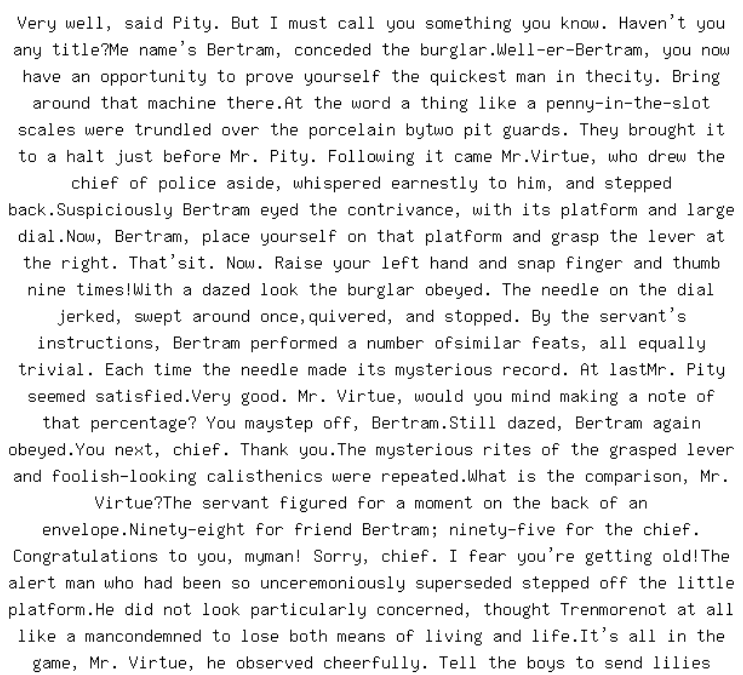 Very well, said Pity. But I must call you something you know. Haven't you
any title?Me name's Bertram, conceded the burglar.Well-er-Bertram, you now
have an opportunity to prove yourself the quickest man in thecity. Bring
around that machine there.At the word a thing like a penny-in-the-slot
scales were trundled over the porcelain bytwo pit guards. They brought it
to a halt just before Mr. Pity. Following it came Mr.Virtue, who drew the
chief of police aside, whispered earnestly to him, and stepped
back.Suspiciously Bertram eyed the contrivance, with its platform and large
dial.Now, Bertram, place yourself on that platform and grasp the lever at
the right. That'sit. Now. Raise your left hand and snap finger and thumb
nine times!With a dazed look the burglar obeyed. The needle on the dial
jerked, swept around once,quivered, and stopped. By the servant's
instructions, Bertram performed a number ofsimilar feats, all equally
trivial. Each time the needle made its mysterious record. At lastMr. Pity
seemed satisfied.Very good. Mr. Virtue, would you mind making a note of
that percentage? You maystep off, Bertram.Still dazed, Bertram again
obeyed.You next, chief. Thank you.The mysterious rites of the grasped lever
and foolish-looking calisthenics were repeated.What is the comparison, Mr.
Virtue?The servant figured for a moment on the back of an
envelope.Ninety-eight for friend Bertram; ninety-five for the chief.
Congratulations to you, myman! Sorry, chief. I fear you're getting old!The
alert man who had been so unceremoniously superseded stepped off the little
platform.He did not look particularly concerned, thought Trenmorenot at all
like a mancondemned to lose both means of living and life.It's all in the
game, Mr. Virtue, he observed cheerfully. Tell the boys to send lilies